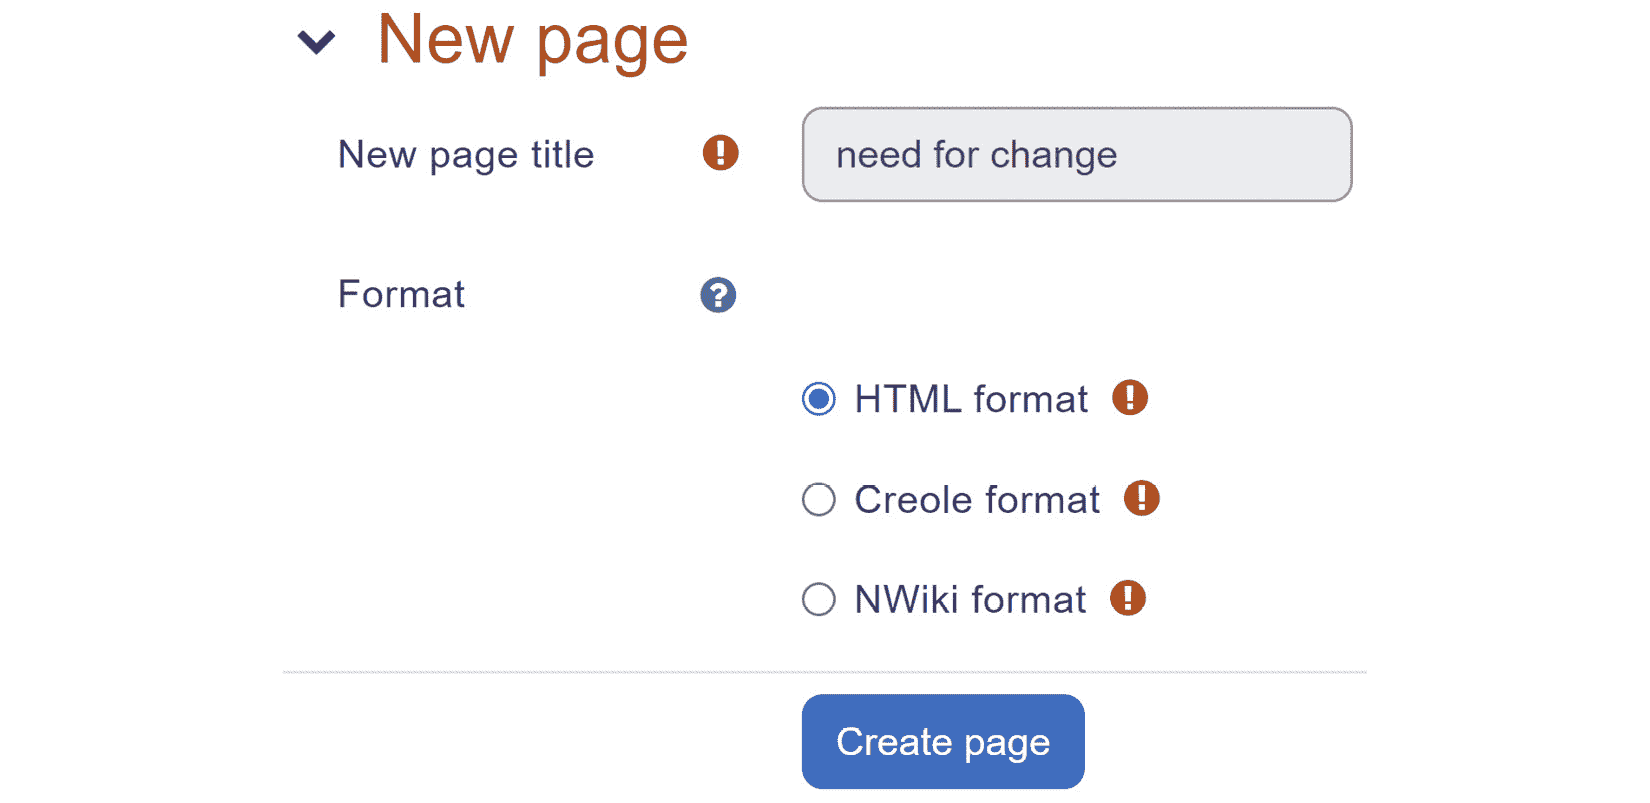 New page
New page title
need for change
Format
HTML format
Creole format
NWiki format
Create page